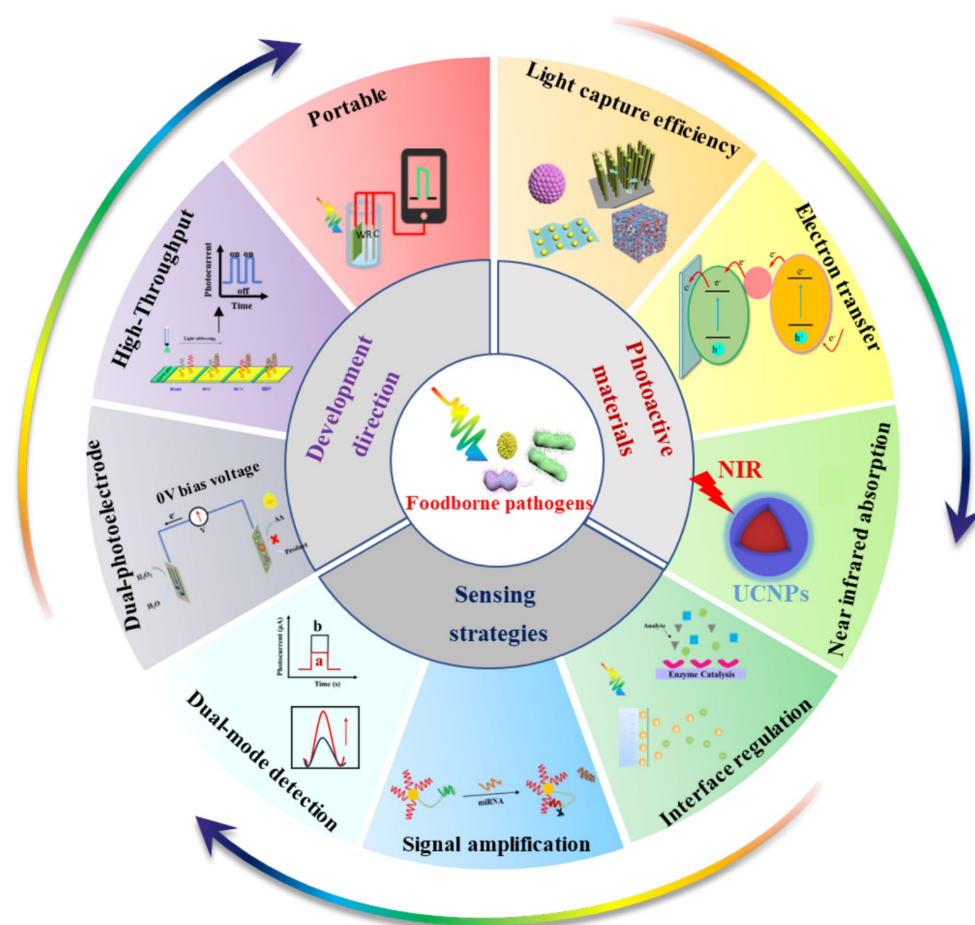 Portable
WRC
Light capture efficiency
Electron transfer
e-
e-
e-
e-
e-
e-
h+
h+
Near infrared absorption
NIR
UCNPs
Interface regulation
Analyte
Enzyme Catalysis
Signal amplification
miRNA
Dual-mode detection
Photocurrent (μA)
b
a
Time (s)
Dual-photoelectrode
0V bias voltage
e-
V
H2O2
H2O
AA
Product
High-Throughput
Photocurrent
on on
off
Time
Light addressing
Development
direction
Photoactive
materials
Sensing
strategies
Foodborne pathogens